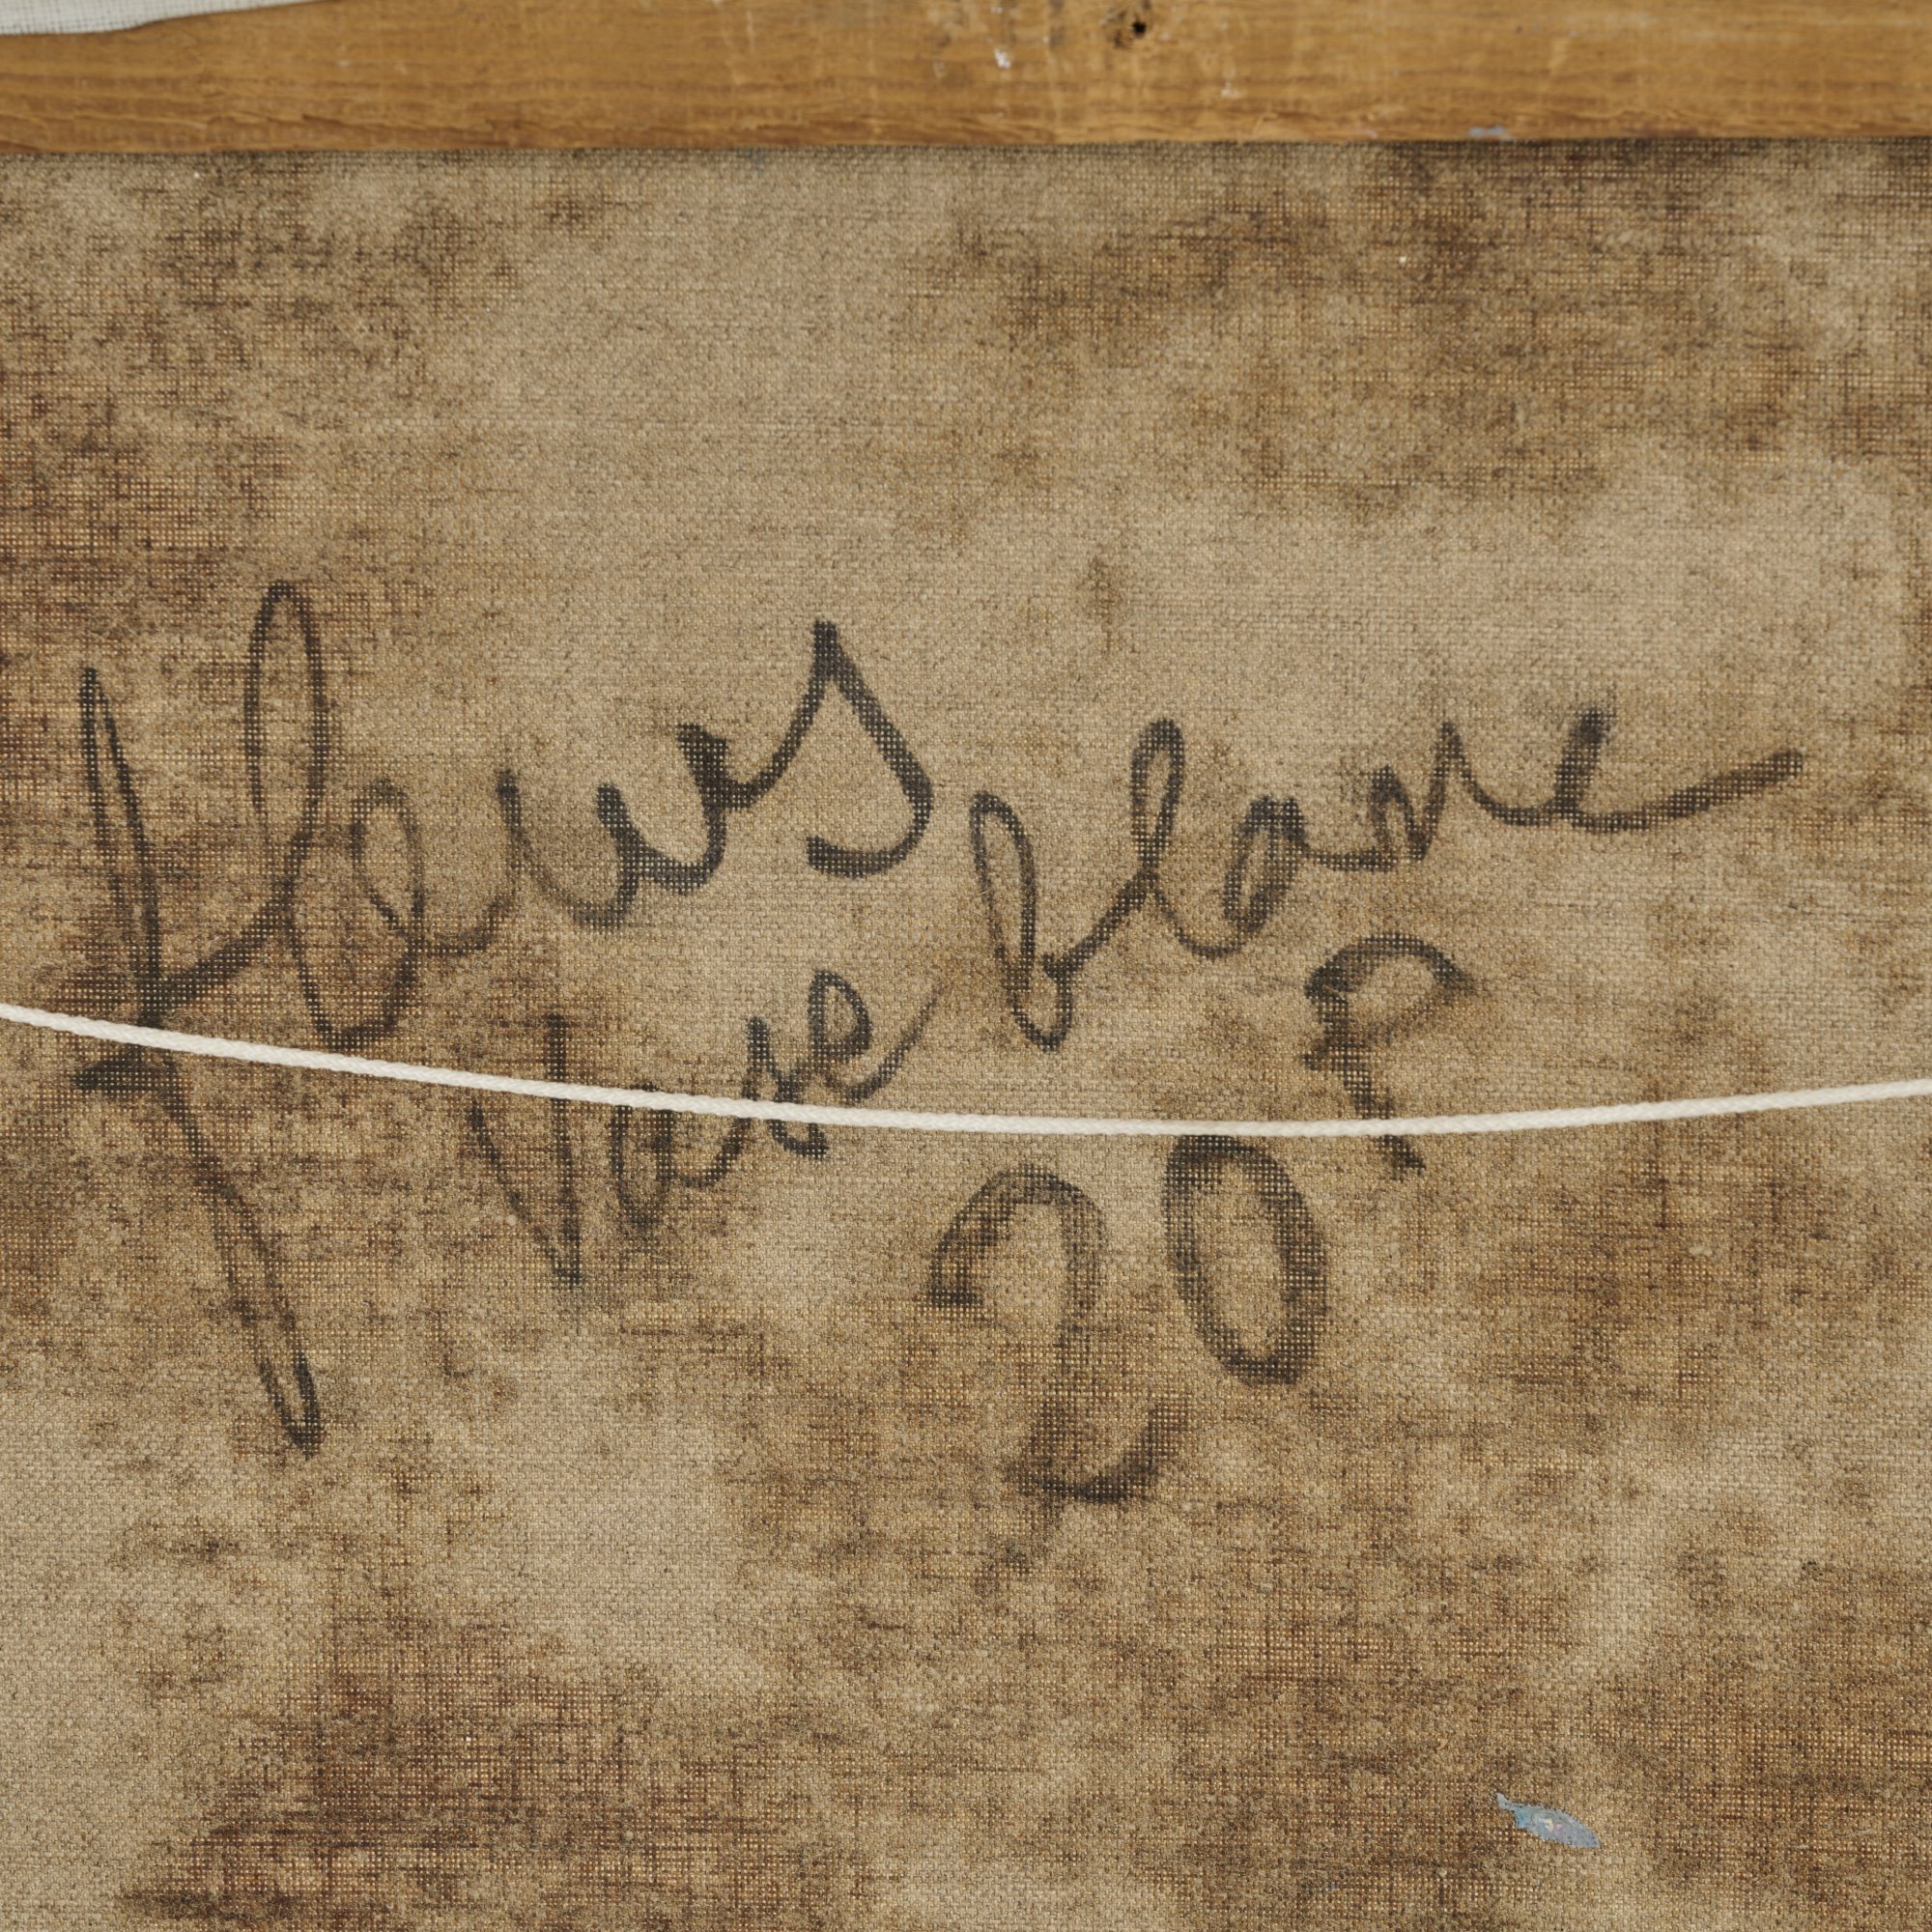 fleurs blanc
Vase
20 P